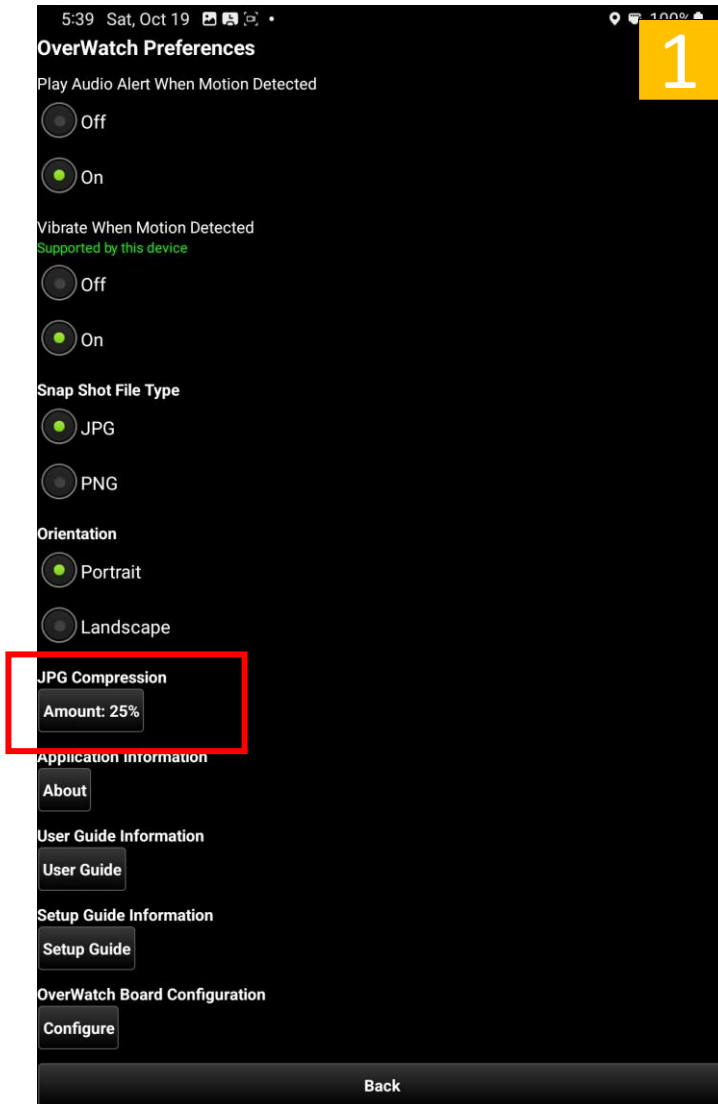 5:39 Sat, Oct 19
100%
1
OverWatch Preferences
Play Audio Alert When Motion Detected
Off
On
Vibrate When Motion Detected
Supported by this device
Off
On
Snap Shot File Type
JPG
PNG
Orientation
Portrait
Landscape
JPG Compression
Amount: 25%
Application Information
About
User Guide Information
User Guide
Setup Guide Information
Setup Guide
OverWatch Board Configuration
Configure
Back